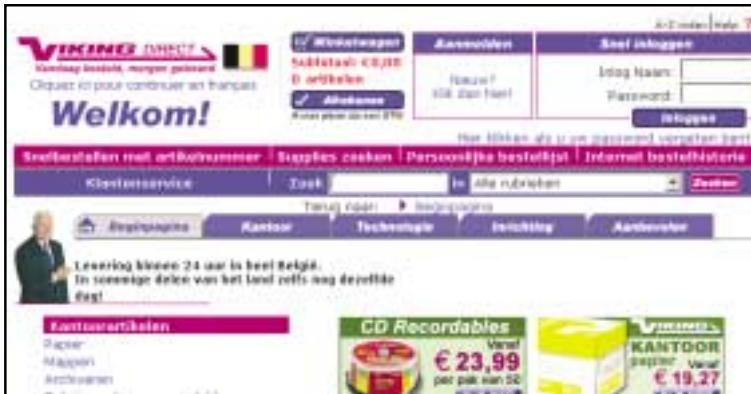 A-Z index | Help
VIKING DIRECT
Vandaag besteld, morgen geleverd
Cliquez ici pour continuer en français
Welkom!
Winkelwagen
Subtotaal: €0,00
0 artikelen
Afrekenen
Aanmelden
Nieuw?
Klik dan hier!
Snel inloggen
Inlog Naam:
Password:
Inloggen
Hier klikken als u uw password vergeten bent
Snelbestellen met artikelnummer | Supplies zoeken | Persoonlijke bestellijst | Internet bestelhistorie
Klantenservice
Zoek
in
Alle rubrieken
Zoeken
Terug naar:
Beginpagina
Beginpagina
Kantoor
Technologie
Inrichting
Aanbevolen
Levering binnen 24 uur in heel België.
In sommige delen van het land zelfs nog dezelfde
dag!
Kantoorartikelen
Papier
Mappen
Archiveren
CD Recordables
Vanaf
€ 23,99
per pak van 50
VIKING
KANTOOR
papier Vanaf
€ 19,27